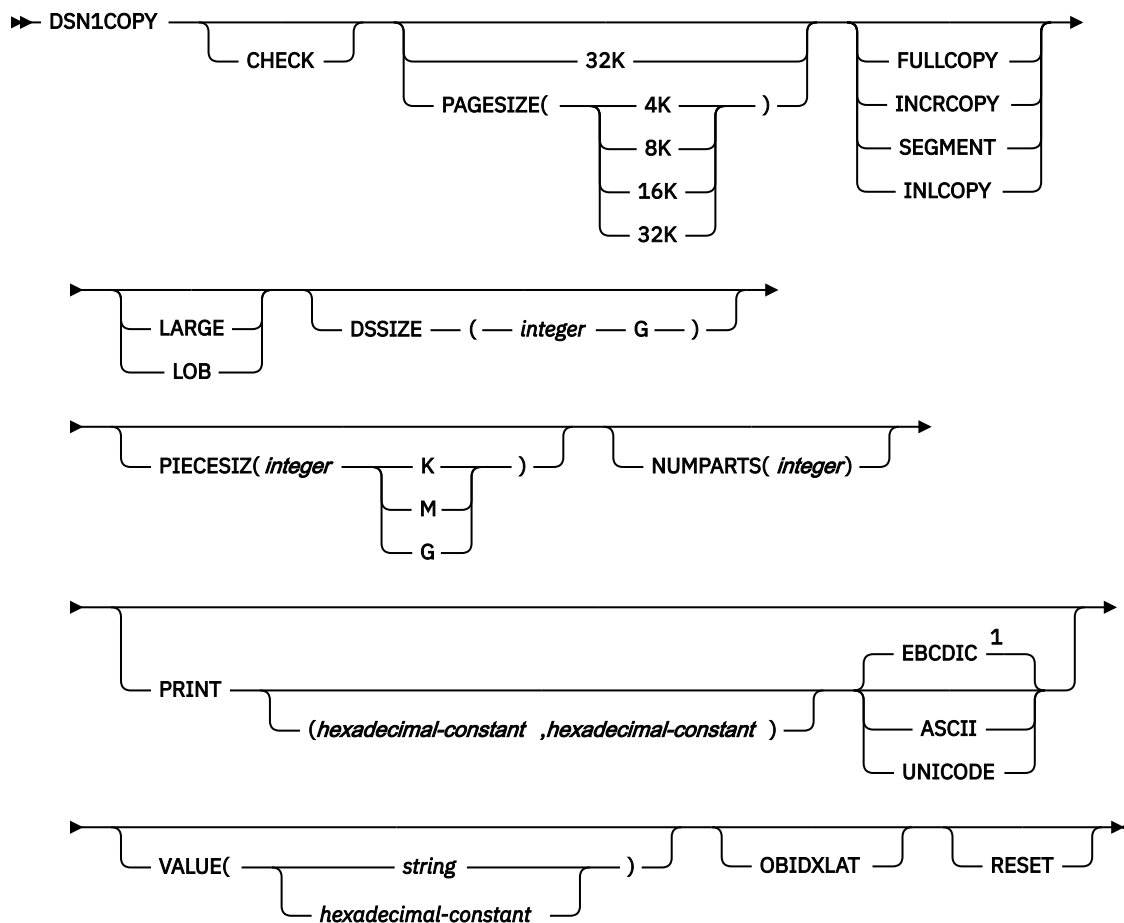 DSN1COPY
CHECK
32K
PAGESIZE( 4K )
8K
16K
32K
FULLCOPY
INCRCOPY
SEGMENT
INLCOPY
LARGE
LOB
DSSIZE ( integer G )
PIECESIZ( integer K )
M
G
NUMPARTS( integer)
PRINT
(hexadecimal-constant ,hexadecimal-constant )
EBCDIC 1
ASCII
UNICODE
VALUE( string )
hexadecimal-constant
OBIDXLAT
RESET